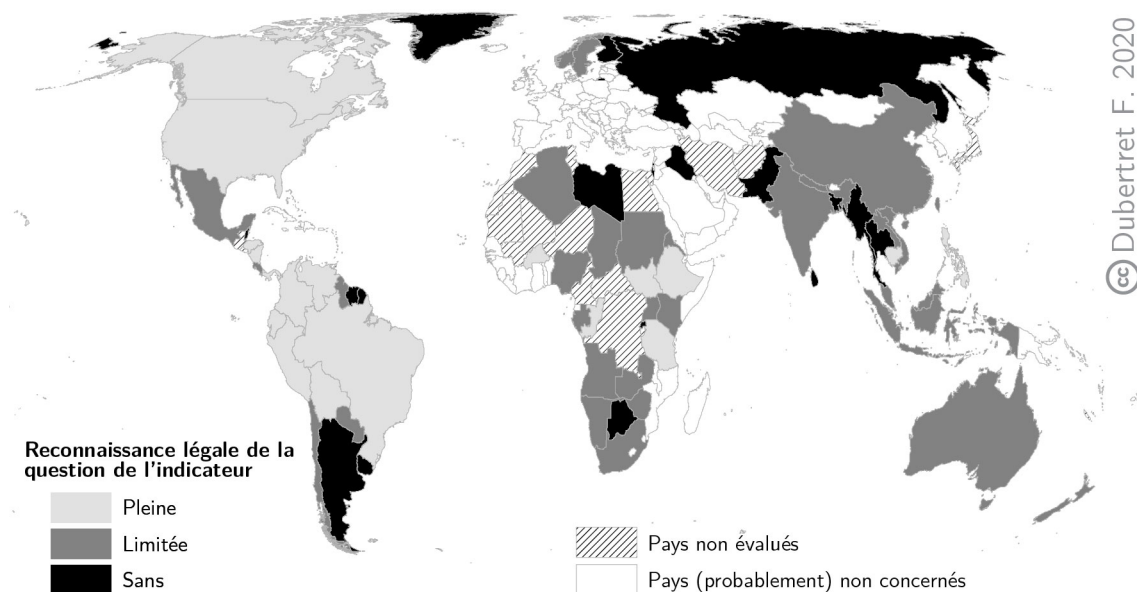 Reconnaissance légale de la
question de l'indicateur
Pleine
Limitée
Sans
Pays non évalués
Pays (probablement) non concernés
cc Dubertret F. 2020